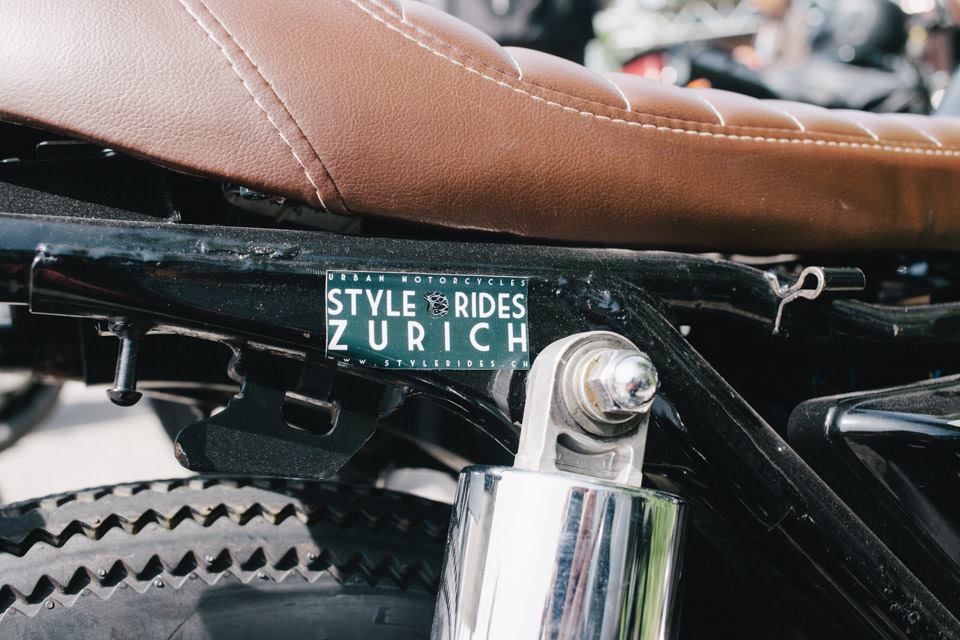 URBAN MOTORCYCLES
STYLE RIDES
ZURICH
WWW.STYLERIDES.CH